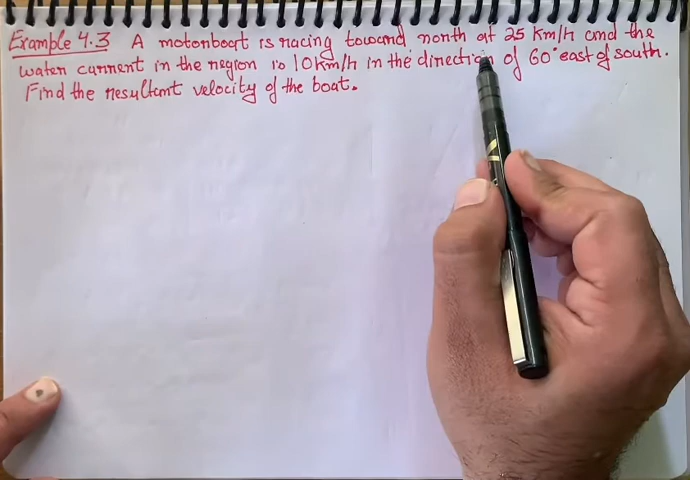 Example 4.3 A motorboat is racing toward north at 25 km/h and the
water current in the region is 10 km/h in the direction of 60° east of south.
Find the resultant velocity of the boat.